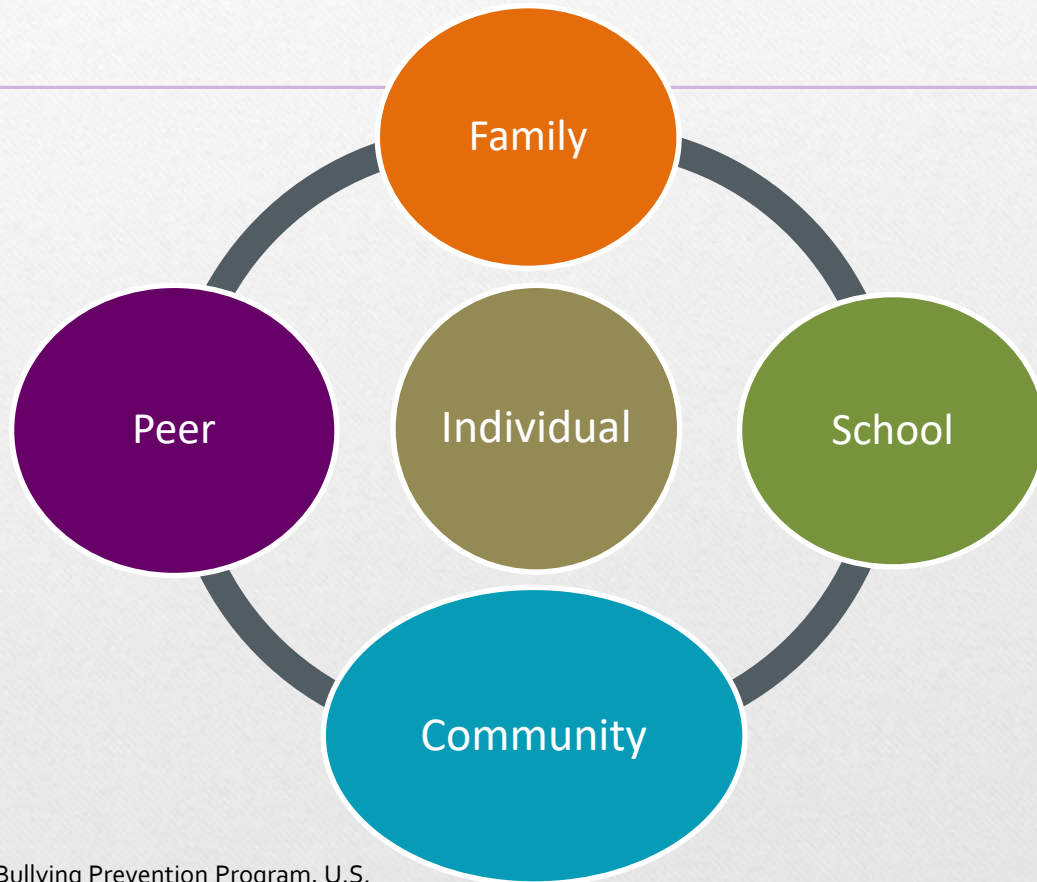 Family
Peer
Individual
School
Community
Bullying Prevention Program, U.S.